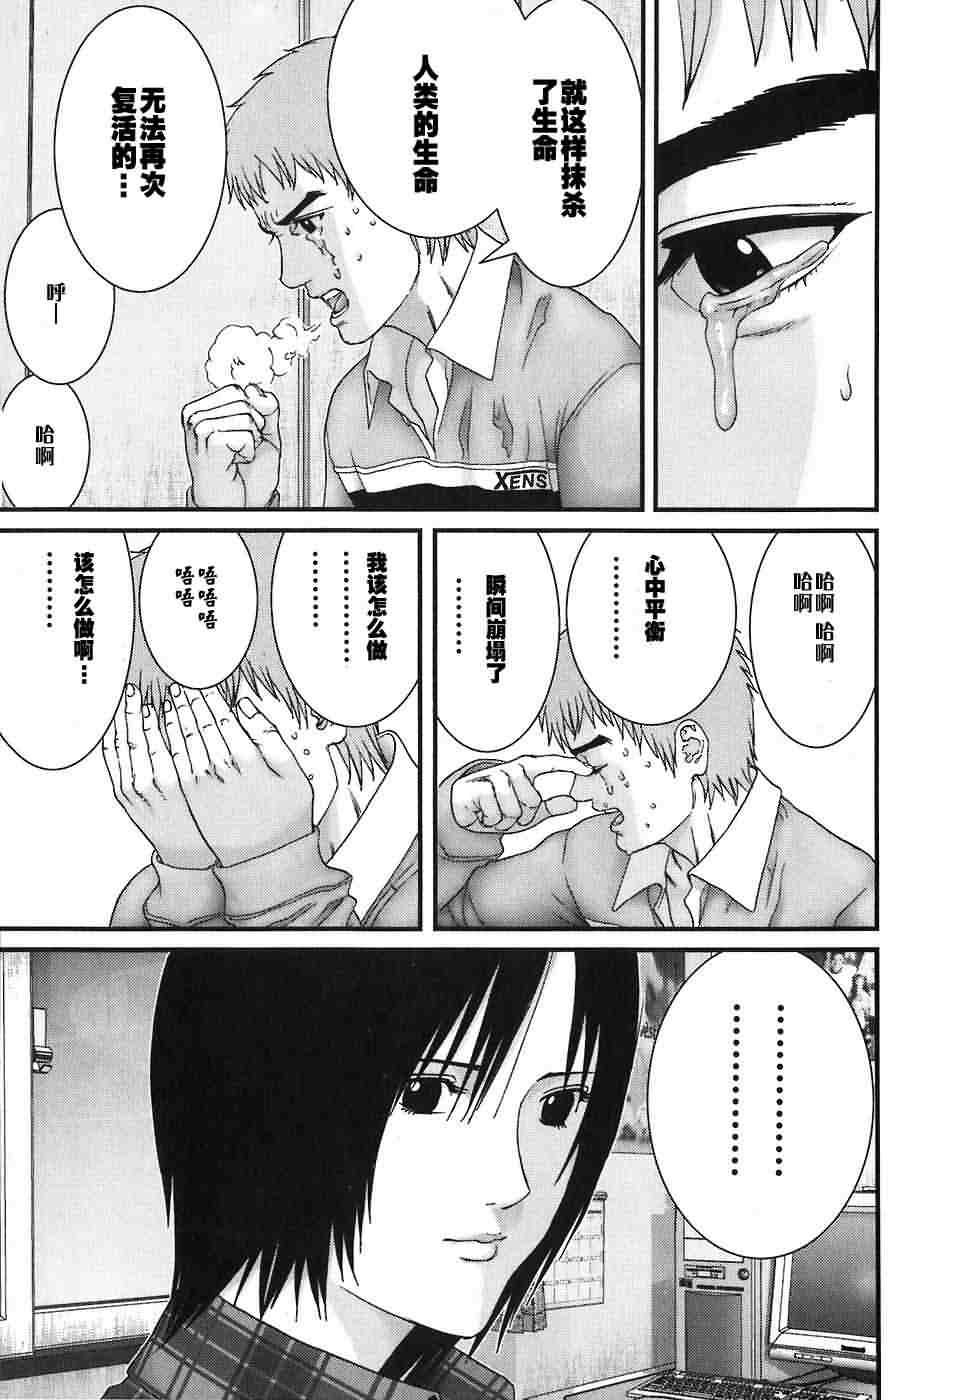 就这样抹杀
了生命
人类的生命
无法再次
复活的…
呼—
哈啊
XENS
哈啊 哈啊
哈啊
心中平衡
………………
瞬间崩塌了
…………
我该怎么做
………………
………………
唔唔唔
唔唔
该怎么做啊…
…………
………………………
………………………